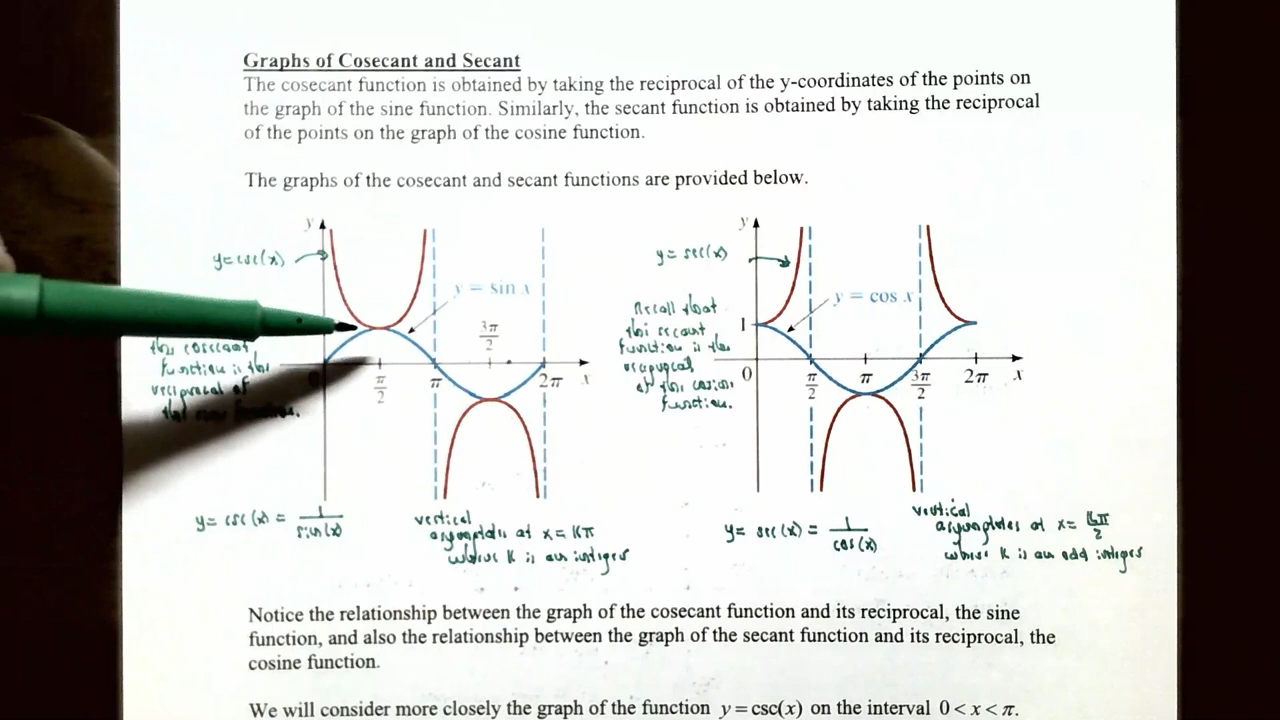 Graphs of Cosecant and Secant
The cosecant function is obtained by taking the reciprocal of the y-coordinates of the points on
the graph of the sine function. Similarly, the secant function is obtained by taking the reciprocal
of the points on the graph of the cosine function.
The graphs of the cosecant and secant functions are provided below.
y
y=csc(x)
y = sin x
3π/2
the cosecant
function is the
reciprocal of
π/2
π
2π
x
y = csc(x) = 1/sin(x)
vertical
asymptotes at x = kπ
where k is an integer
y
y = sec(x)
y = cos x
Recall that
the secant
function is the
reciprocal
of the cosine
function.
1
0
π/2
π
3π/2
2π
x
y = sec(x) = 1/cos(x)
vertical
asymptotes at x = kπ/2
where k is an odd integer
Notice the relationship between the graph of the cosecant function and its reciprocal, the sine
function, and also the relationship between the graph of the secant function and its reciprocal, the
cosine function.
We will consider more closely the graph of the function y=csc(x) on the interval 0<x<π.